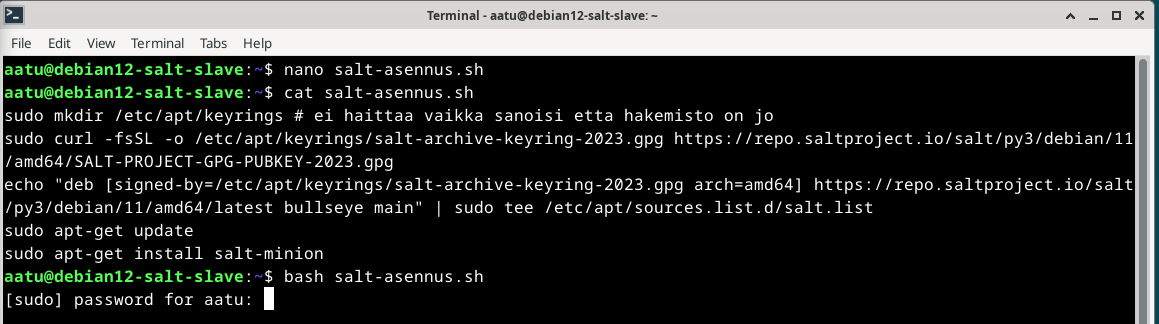 Terminal - aatu@debian12-salt-slave: ~
File Edit View Terminal Tabs Help
aatu@debian12-salt-slave:~$ nano salt-asennus.sh
aatu@debian12-salt-slave:~$ cat salt-asennus.sh
sudo mkdir /etc/apt/keyrings # ei haittaa vaikka sanoisi etta hakemisto on jo
sudo curl -fsSL -o /etc/apt/keyrings/salt-archive-keyring-2023.gpg https://repo.saltproject.io/salt/py3/debian/11
/amd64/SALT-PROJECT-GPG-PUBKEY-2023.gpg
echo "deb [signed-by=/etc/apt/keyrings/salt-archive-keyring-2023.gpg arch=amd64] https://repo.saltproject.io/salt
/py3/debian/11/amd64/latest bullseye main" | sudo tee /etc/apt/sources.list.d/salt.list
sudo apt-get update
sudo apt-get install salt-minion
aatu@debian12-salt-slave:~$ bash salt-asennus.sh
[sudo] password for aatu: